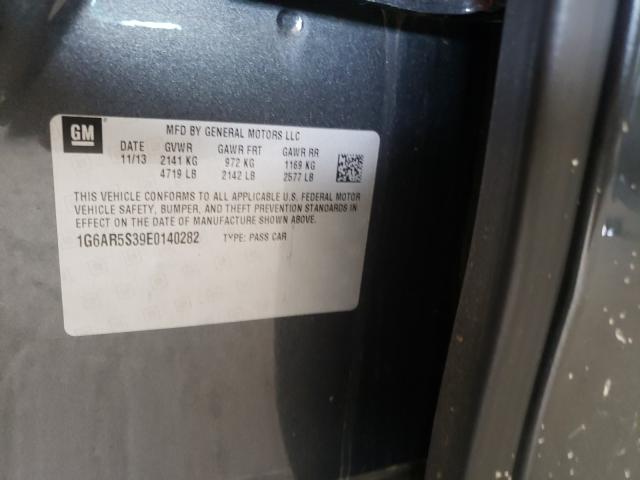 GM
MFD BY GENERAL MOTORS LLC
DATE GVWR GAWR FRT GAWR RR
11/13 2141 KG 972 KG 1169 KG
4719 LB 2142 LB 2577 LB
THIS VEHICLE CONFORMS TO ALL APPLICABLE U.S. FEDERAL MOTOR
VEHICLE SAFETY, BUMPER, AND THEFT PREVENTION STANDARDS
IN EFFECT ON THE DATE OF MANUFACTURE SHOWN ABOVE.
1G6AR5S39E0140282 TYPE: PASS CAR